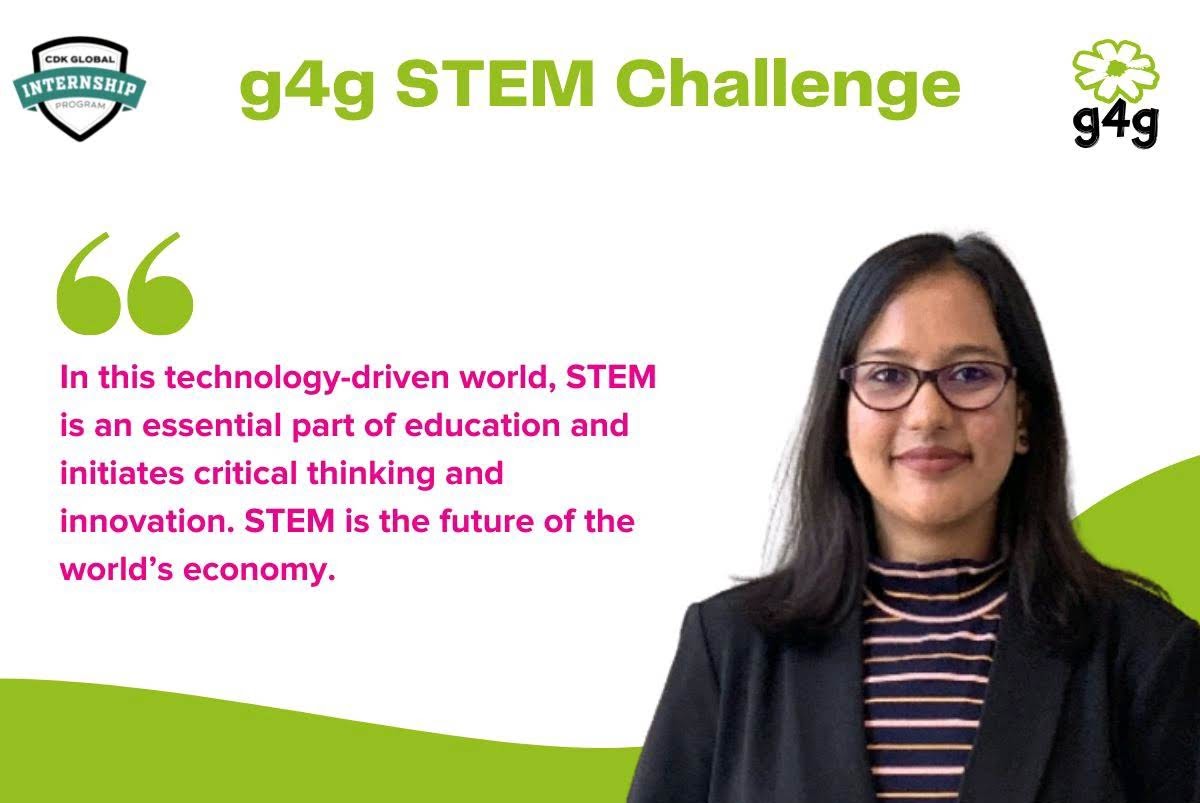 CDK GLOBAL
INTERNSHIP
PROGRAM
g4g STEM Challenge
g4g
“
In this technology-driven world, STEM
is an essential part of education and
initiates critical thinking and
innovation. STEM is the future of the
world’s economy.